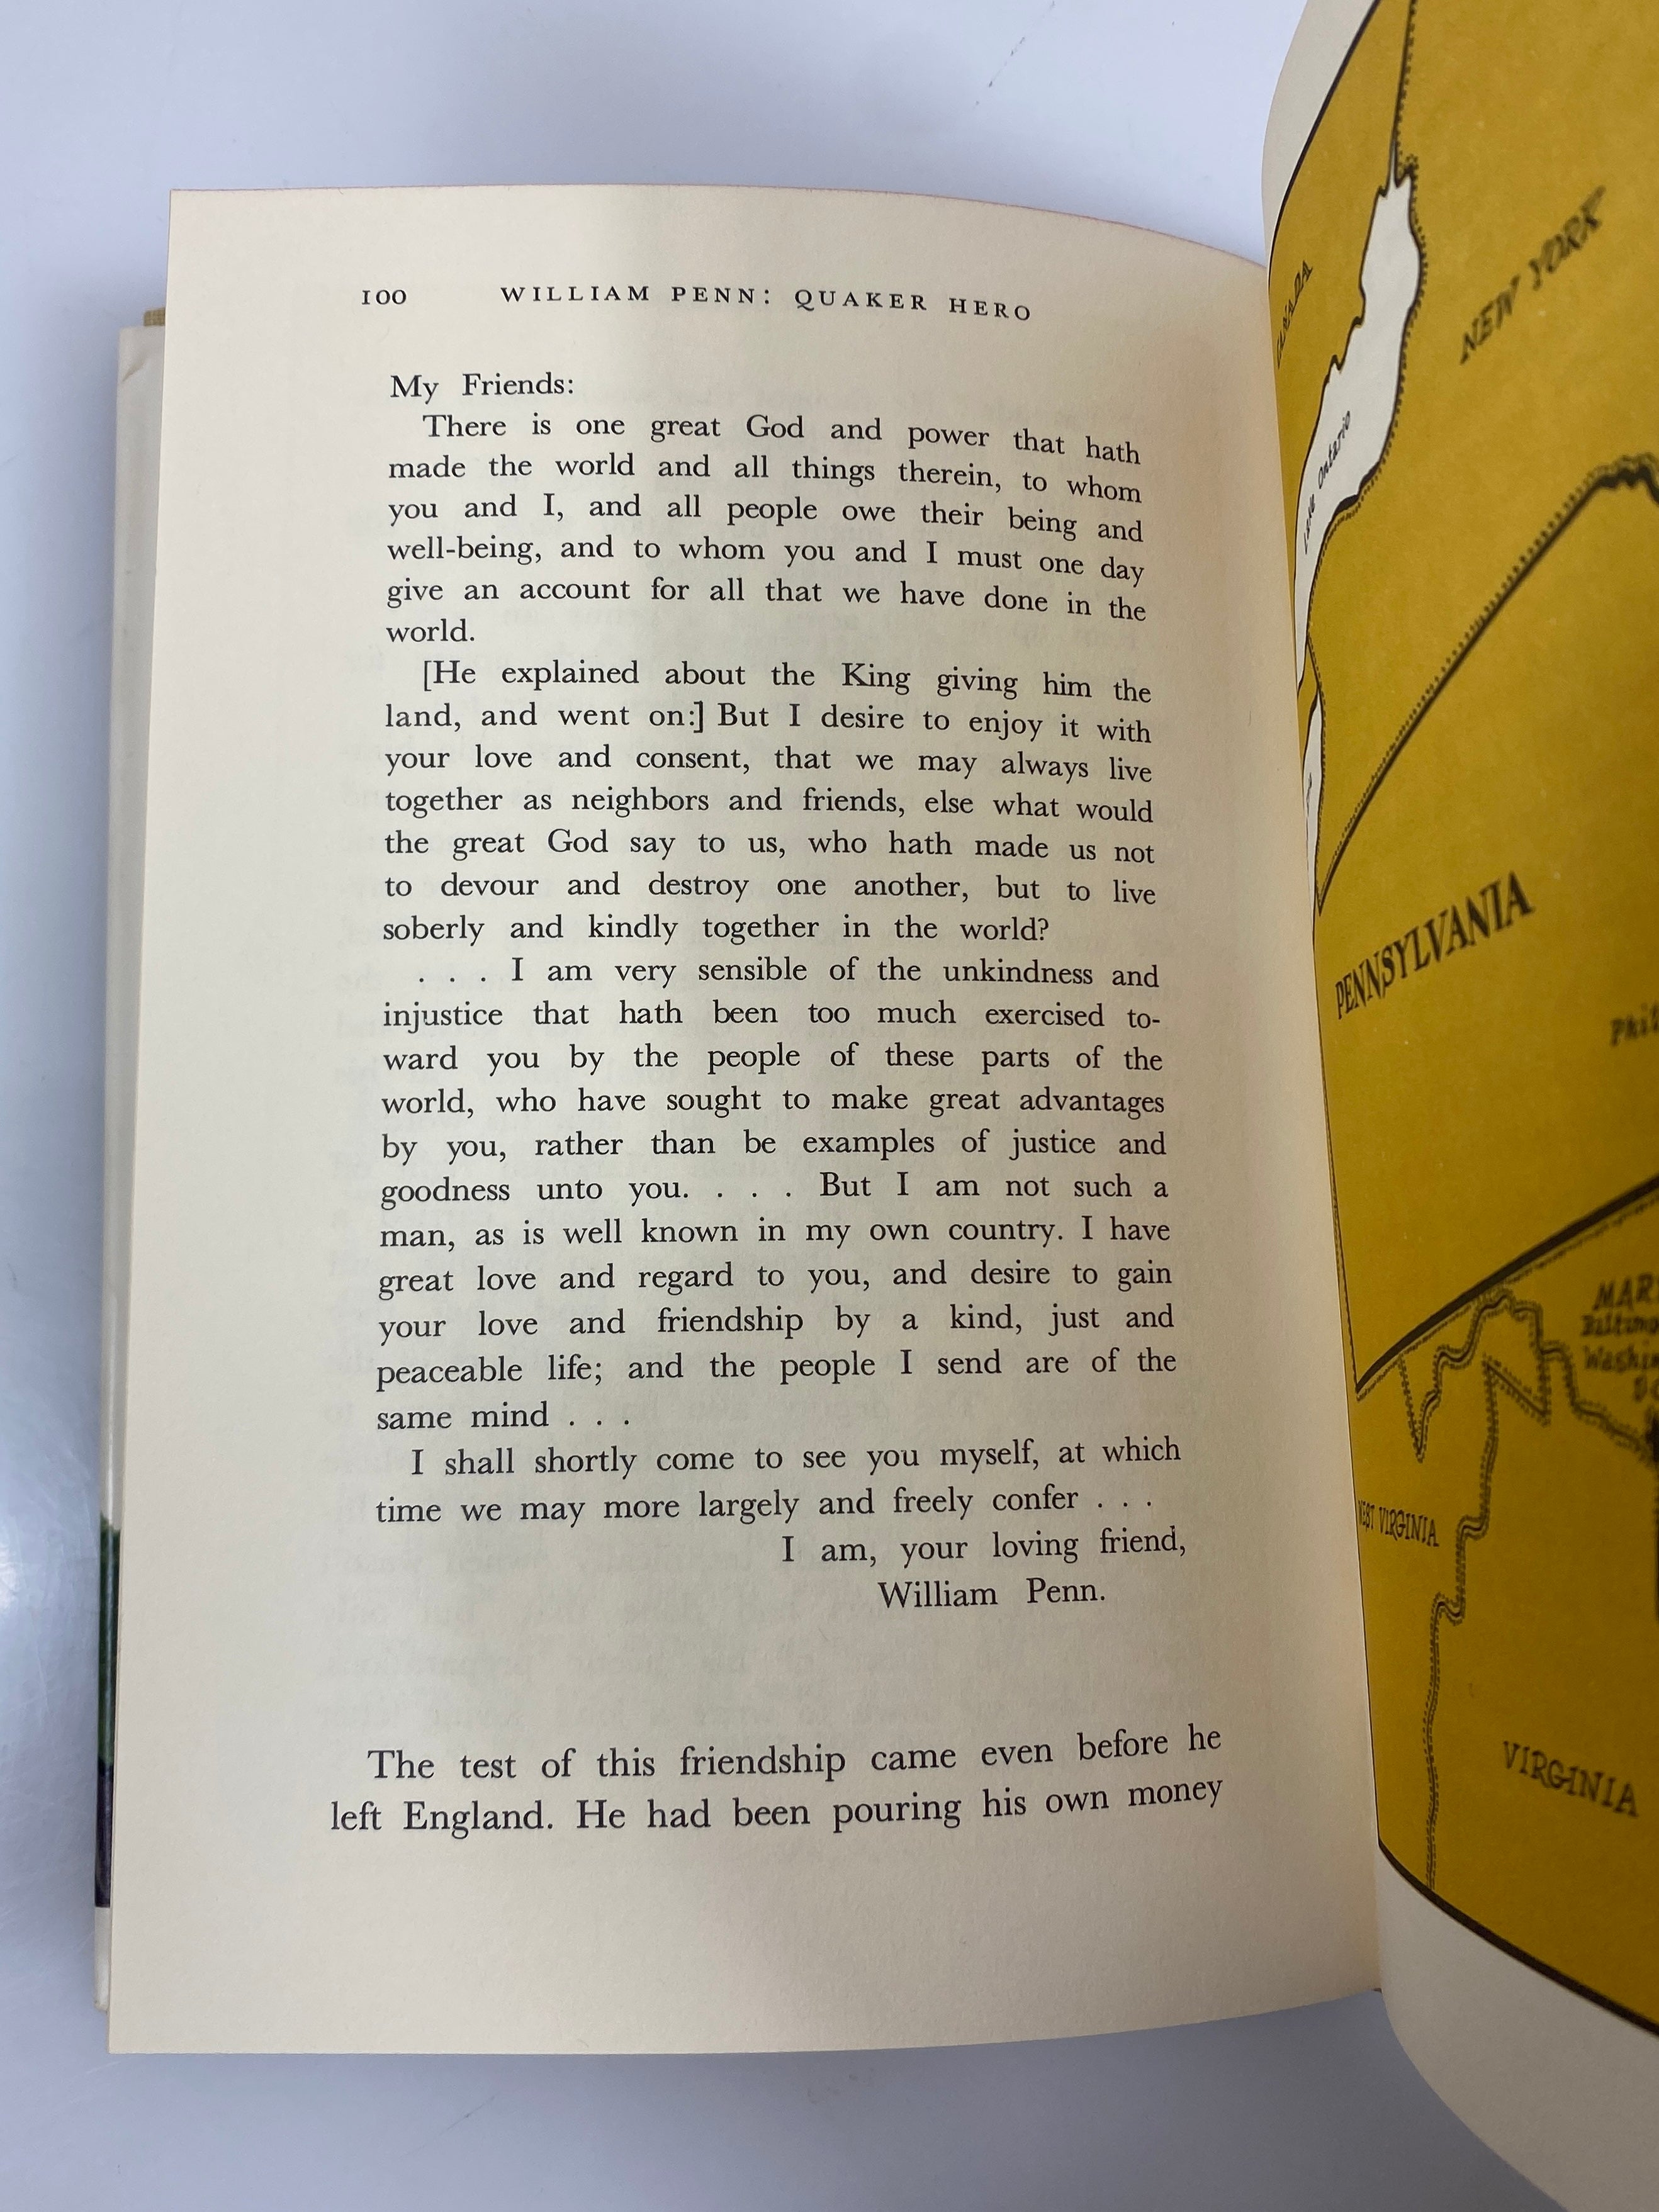 100 WILLIAM PENN: QUAKER HERO
My Friends:
There is one great God and power that hath
made the world and all things therein, to whom
you and I, and all people owe their being and
well-being, and to whom you and I must one day
give an account for all that we have done in the
world.
[He explained about the King giving him the
land, and went on:] But I desire to enjoy it with
your love and consent, that we may always live
together as neighbors and friends, else what would
the great God say to us, who hath made us not
to devour and destroy one another, but to live
soberly and kindly together in the world?
. . . I am very sensible of the unkindness and
injustice that hath been too much exercised to-
ward you by the people of these parts of the
world, who have sought to make great advantages
by you, rather than be examples of justice and
goodness unto you. . . . But I am not such a
man, as is well known in my own country. I have
great love and regard to you, and desire to gain
your love and friendship by a kind, just and
peaceable life; and the people I send are of the
same mind . . .
I shall shortly come to see you myself, at which
time we may more largely and freely confer . . .
I am, your loving friend,
William Penn.
The test of this friendship came even before he
left England. He had been pouring his own money
CANADA
NEW YORK
Lake Ontario
PENNSYLVANIA
Phil
MAR
Baltimo
Washin
WEST VIRGINIA
VIRGINIA